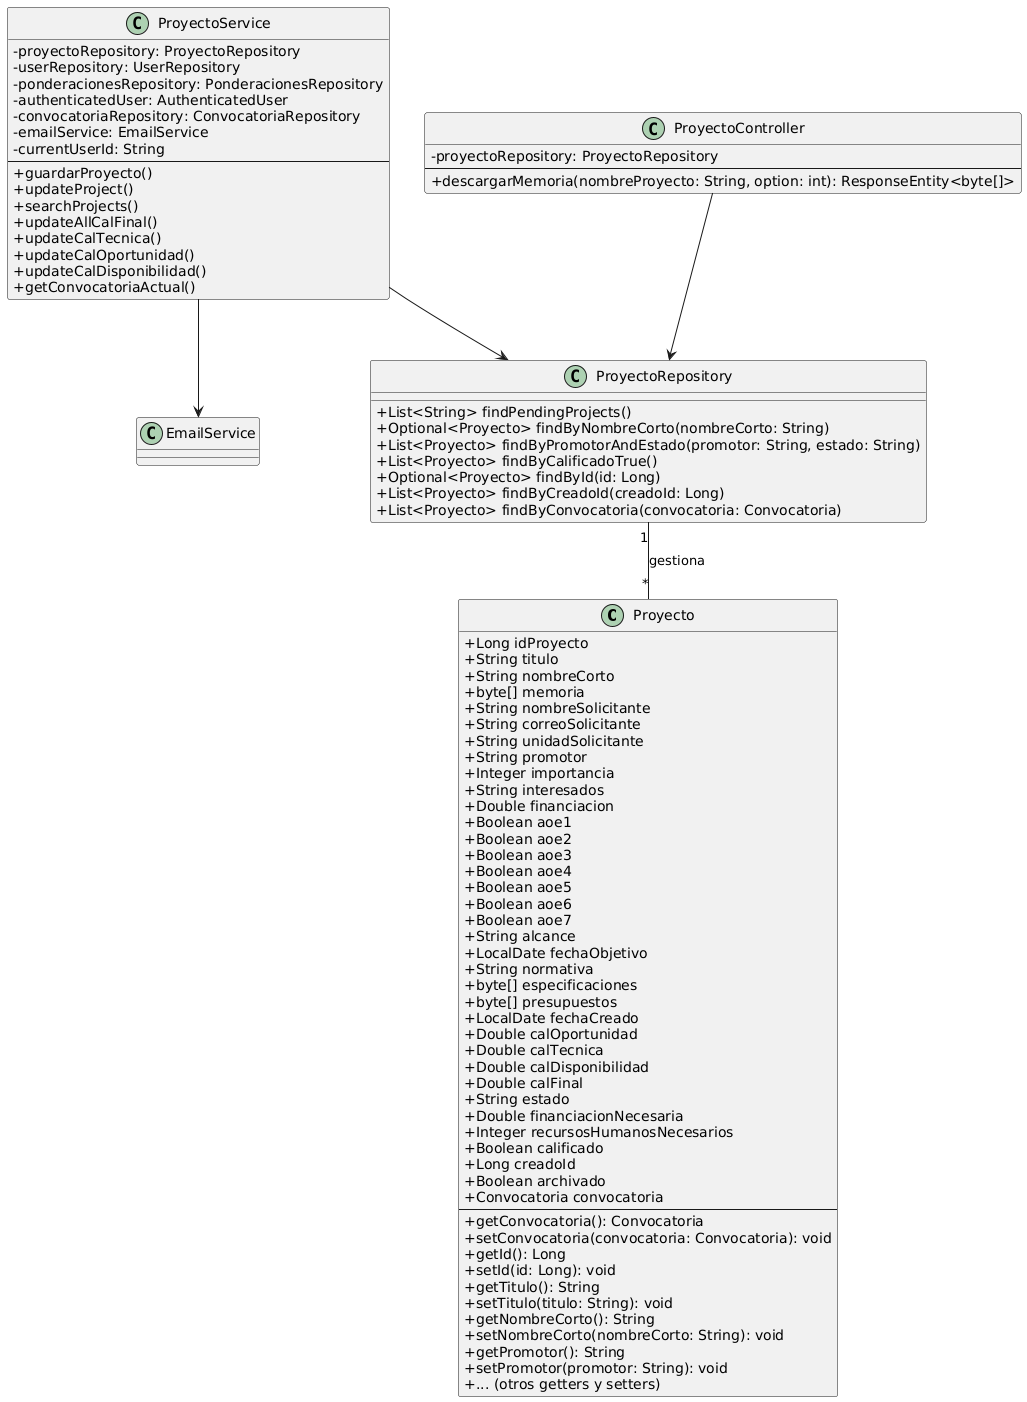 C ProyectoService
-proyectoRepository: ProyectoRepository
-userRepository: UserRepository
-ponderacionesRepository: PonderacionesRepository
-authenticatedUser: AuthenticatedUser
-convocatoriaRepository: ConvocatoriaRepository
-emailService: EmailService
-currentUserId: String
+guardarProyecto()
+updateProject()
+searchProjects()
+updateAllCalFinal()
+updateCalTecnica()
+updateCalOportunidad()
+updateCalDisponibilidad()
+getConvocatoriaActual()
C ProyectoController
-proyectoRepository: ProyectoRepository
+descargarMemoria(nombreProyecto: String, option: int): ResponseEntity<byte[]>
C EmailService
C ProyectoRepository
+List<String> findPendingProjects()
+Optional<Proyecto> findByNombreCorto(nombreCorto: String)
+List<Proyecto> findByPromotorAndEstado(promotor: String, estado: String)
+List<Proyecto> findByCalificadoTrue()
+Optional<Proyecto> findById(id: Long)
+List<Proyecto> findByCreadoId(creadoId: Long)
+List<Proyecto> findByConvocatoria(convocatoria: Convocatoria)
1
gestiona
*
C Proyecto
+Long idProyecto
+String titulo
+String nombreCorto
+byte[] memoria
+String nombreSolicitante
+String correoSolicitante
+String unidadSolicitante
+String promotor
+Integer importancia
+String interesados
+Double financiacion
+Boolean aoe1
+Boolean aoe2
+Boolean aoe3
+Boolean aoe4
+Boolean aoe5
+Boolean aoe6
+Boolean aoe7
+String alcance
+LocalDate fechaObjetivo
+String normativa
+byte[] especificaciones
+byte[] presupuestos
+LocalDate fechaCreado
+Double calOportunidad
+Double calTecnica
+Double calDisponibilidad
+Double calFinal
+String estado
+Double financiacionNecesaria
+Integer recursosHumanosNecesarios
+Boolean calificado
+Long creadoId
+Boolean archivado
+Convocatoria convocatoria
+getConvocatoria(): Convocatoria
+setConvocatoria(convocatoria: Convocatoria): void
+getId(): Long
+setId(id: Long): void
+getTitulo(): String
+setTitulo(titulo: String): void
+getNombreCorto(): String
+setNombreCorto(nombreCorto: String): void
+getPromotor(): String
+setPromotor(promotor: String): void
+... (otros getters y setters)